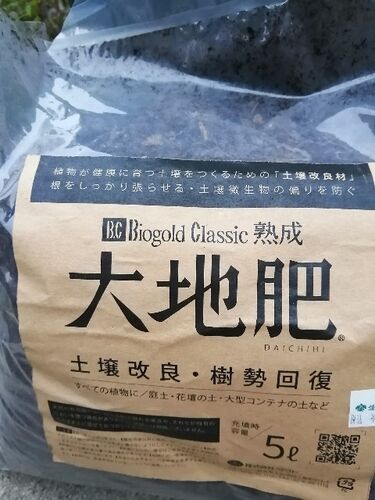 植物が健康に育つ土壌をつくるための「土壌改良材」
根をしっかり張らせる・土壌微生物の偏りを防ぐ
B.C Biogold Classic 熟成
大地肥®
DAICHIHI
土壌改良・樹勢回復
すべての植物に/庭土・花壇の土・大型コンテナの土など
充填時
容量 / 5ℓ